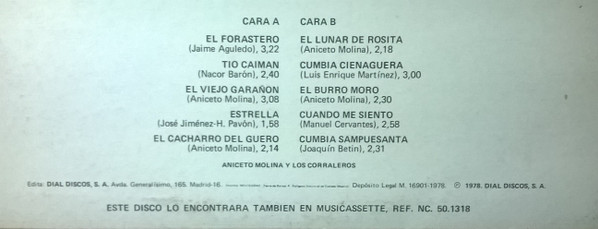 CARA A
EL FORASTERO
(Jaime Aguledo), 3,22
TIO CAIMAN
(Nacor Barón), 2,40
EL VIEJO GARAÑON
(Aniceto Molina), 3,08
ESTRELLA
(José Jiménez-H. Pavón), 1,58
EL CACHARRO DEL GUERO
(Aniceto Molina), 2,14
CARA B
EL LUNAR DE ROSITA
(Aniceto Molina), 2,18
CUMBIA CIENAGUERA
(Luis Enrique Martínez), 3,00
EL BURRO MORO
(Aniceto Molina), 2,30
CUANDO ME SIENTO
(Manuel Cervantes), 2,58
CUMBIA SAMPUESANTA
(Joaquín Betin), 2,31
ANICETO MOLINA Y LOS CORRALEROS
Edita: DIAL DISCOS, S. A. Avda. Generalísimo, 165. Madrid-16. Depósito Legal M. 16901-1978. Ⓟ 1978. DIAL DISCOS, S. A.
ESTE DISCO LO ENCONTRARA TAMBIEN EN MUSICASSETTE, REF. NC. 50.1318